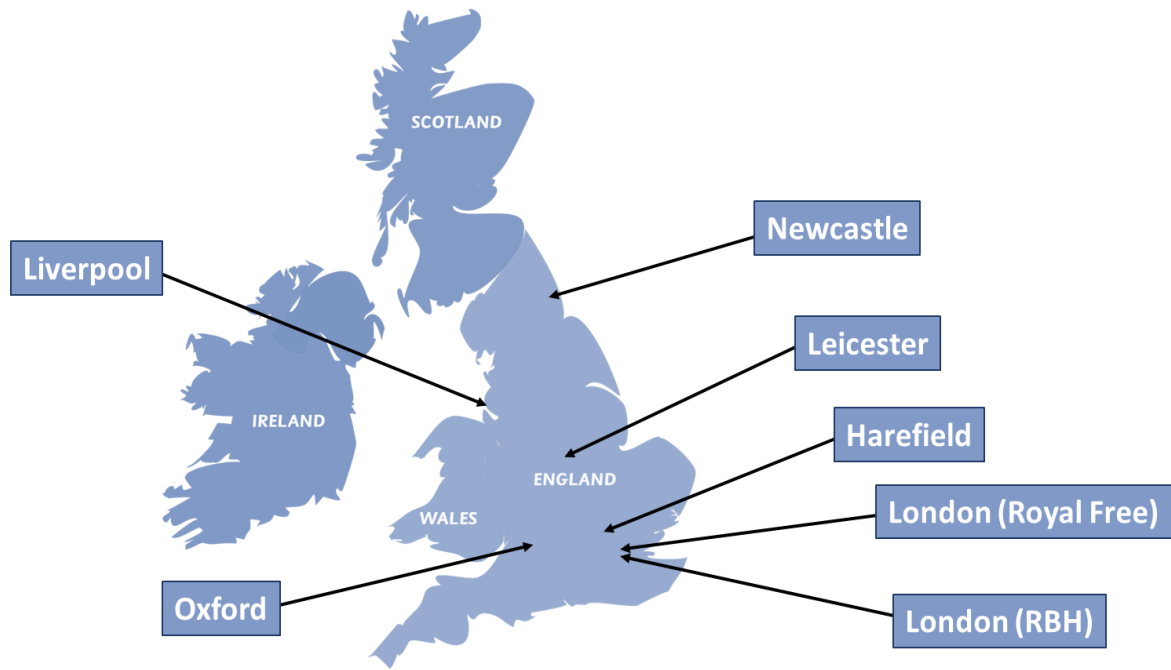 SCOTLAND
Newcastle
Liverpool
Leicester
IRELAND
Harefield
ENGLAND
WALES
London (Royal Free)
Oxford
London (RBH)